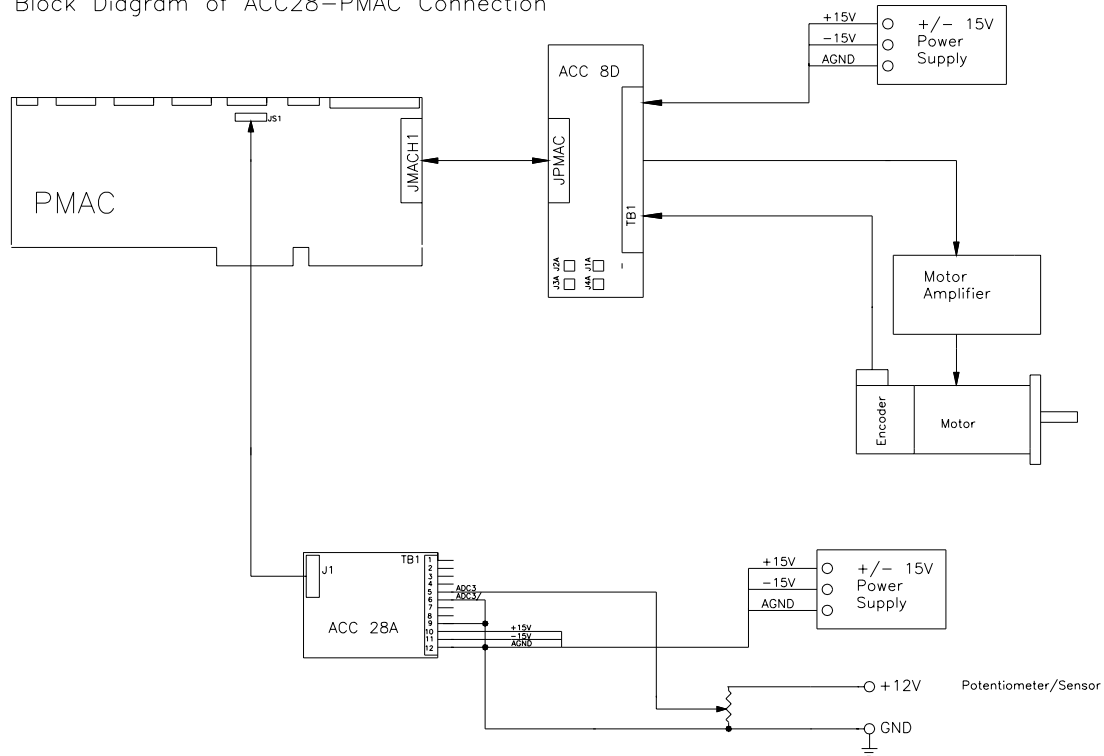 Block Diagram of ACC28-PMAC Connection
+15V
-15V
AGND
+/- 15V
Power
Supply
ACC 8D
JS1
JMACH1
JPMAC
PMAC
TB1
J2A
J1A
J3A
J4A
Motor
Amplifier
Encoder
Motor
J1
TB1
1
2
3
4
5
6
7
8
9
10
11
12
ADC3
ADC3/
+15V
-15V
AGND
ACC 28A
+15V
-15V
AGND
+/- 15V
Power
Supply
+12V
Potentiometer/Sensor
GND